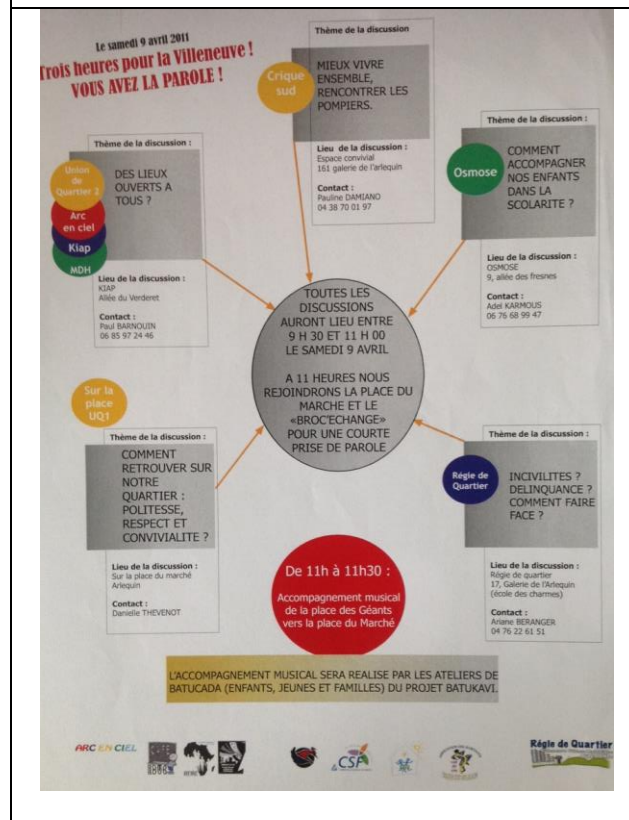 Le samedi 9 avril 2011
Trois heures pour la Villeneuve !
VOUS AVEZ LA PAROLE !
Thème de la discussion
Crique
sud
MIEUX VIVRE
ENSEMBLE,
RENCONTRER LES
POMPIERS.
Lieu de la discussion :
Espace convivial
161 galerie de l'arlequin
Contact :
Pauline DAMIANO
04 38 70 01 97
Thème de la discussion :
Union
de
Quartier 2
Arc
en ciel
Kiap
MDH
DES LIEUX
OUVERTS A
TOUS ?
Lieu de la discussion :
KIAP
Allée du Verderet
Contact :
Paul BARNOUIN
06 85 97 24 46
Thème de la discussion :
Osmose
COMMENT
ACCOMPAGNER
NOS ENFANTS
DANS LA
SCOLARITE ?
Lieu de la discussion :
OSMOSE
9, allée des fresnes
Contact :
Adel KARMOUS
06 76 68 99 47
TOUTES LES
DISCUSSIONS
AURONT LIEU ENTRE
9 H 30 ET 11 H 00
LE SAMEDI 9 AVRIL
A 11 HEURES NOUS
REJOINDRONS LA PLACE DU
MARCHE ET LE
«BROC'ECHANGE»
POUR UNE COURTE
PRISE DE PAROLE
Sur la
place
UQ1
Thème de la discussion :
COMMENT
RETROUVER SUR
NOTRE
QUARTIER :
POLITESSE,
RESPECT ET
CONVIVIALITE ?
Lieu de la discussion :
Sur la place du marché
Arlequin
Contact :
Danielle THEVENOT
Thème de la discussion :
Régie de
Quartier
INCIVILITES ?
DELINQUANCE ?
COMMENT FAIRE
FACE ?
Lieu de la discussion :
Régie de quartier
17, Galerie de l'Arlequin
(école des charmes)
Contact :
Ariane BERANGER
04 76 22 61 51
De 11h à 11h30 :
Accompagnement musical
de la place des Géants
vers la place du Marché
L'ACCOMPAGNEMENT MUSICAL SERA REALISE PAR LES ATELIERS DE
BATUCADA (ENFANTS, JEUNES ET FAMILLES) DU PROJET BATUKAVI.
ARC EN CIEL
CSF
Régie de Quartier